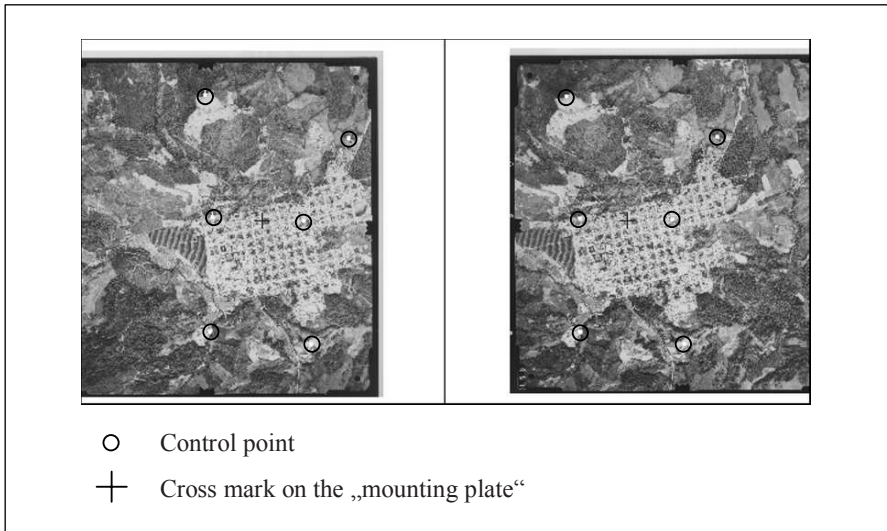 Control point
Cross mark on the „mounting plate“